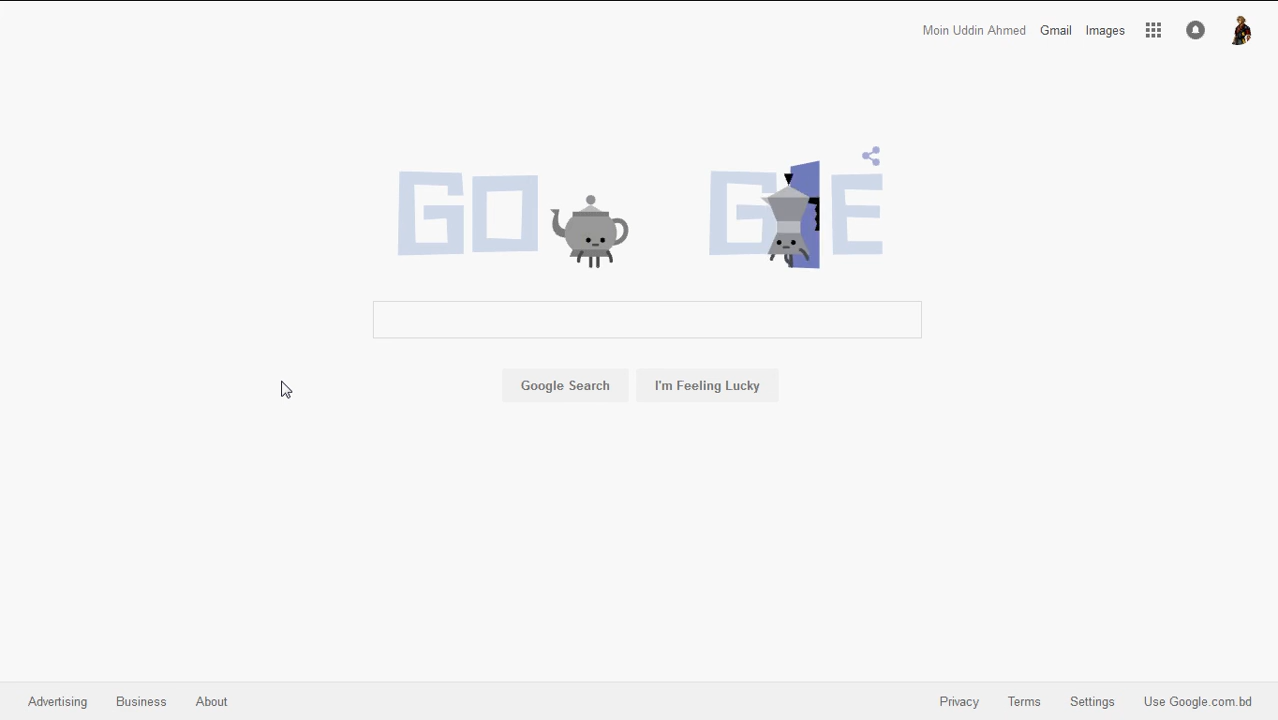 Moin Uddin Ahmed Gmail Images
GO G E
Google Search I'm Feeling Lucky
Advertising Business About Privacy Terms Settings Use Google.com.bd